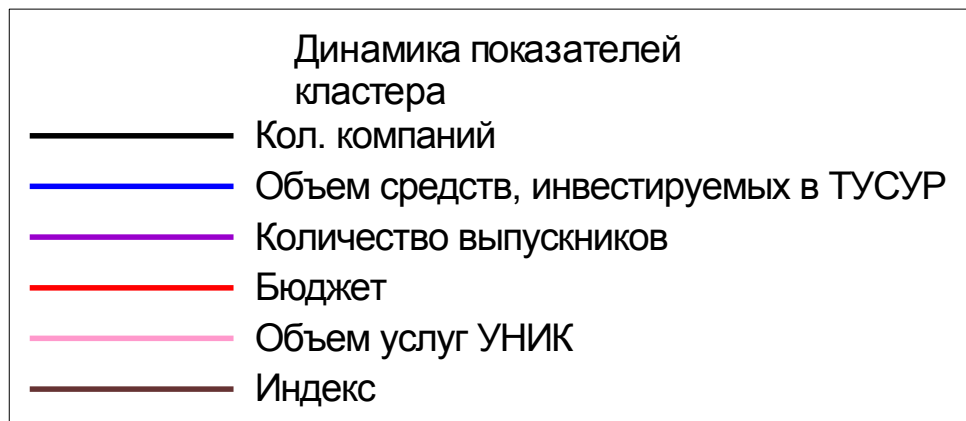 Динамика показателей
кластера
Кол. компаний
Объем средств, инвестируемых в ТУСУР
Количество выпускников
Бюджет
Объем услуг УНИК
Индекс